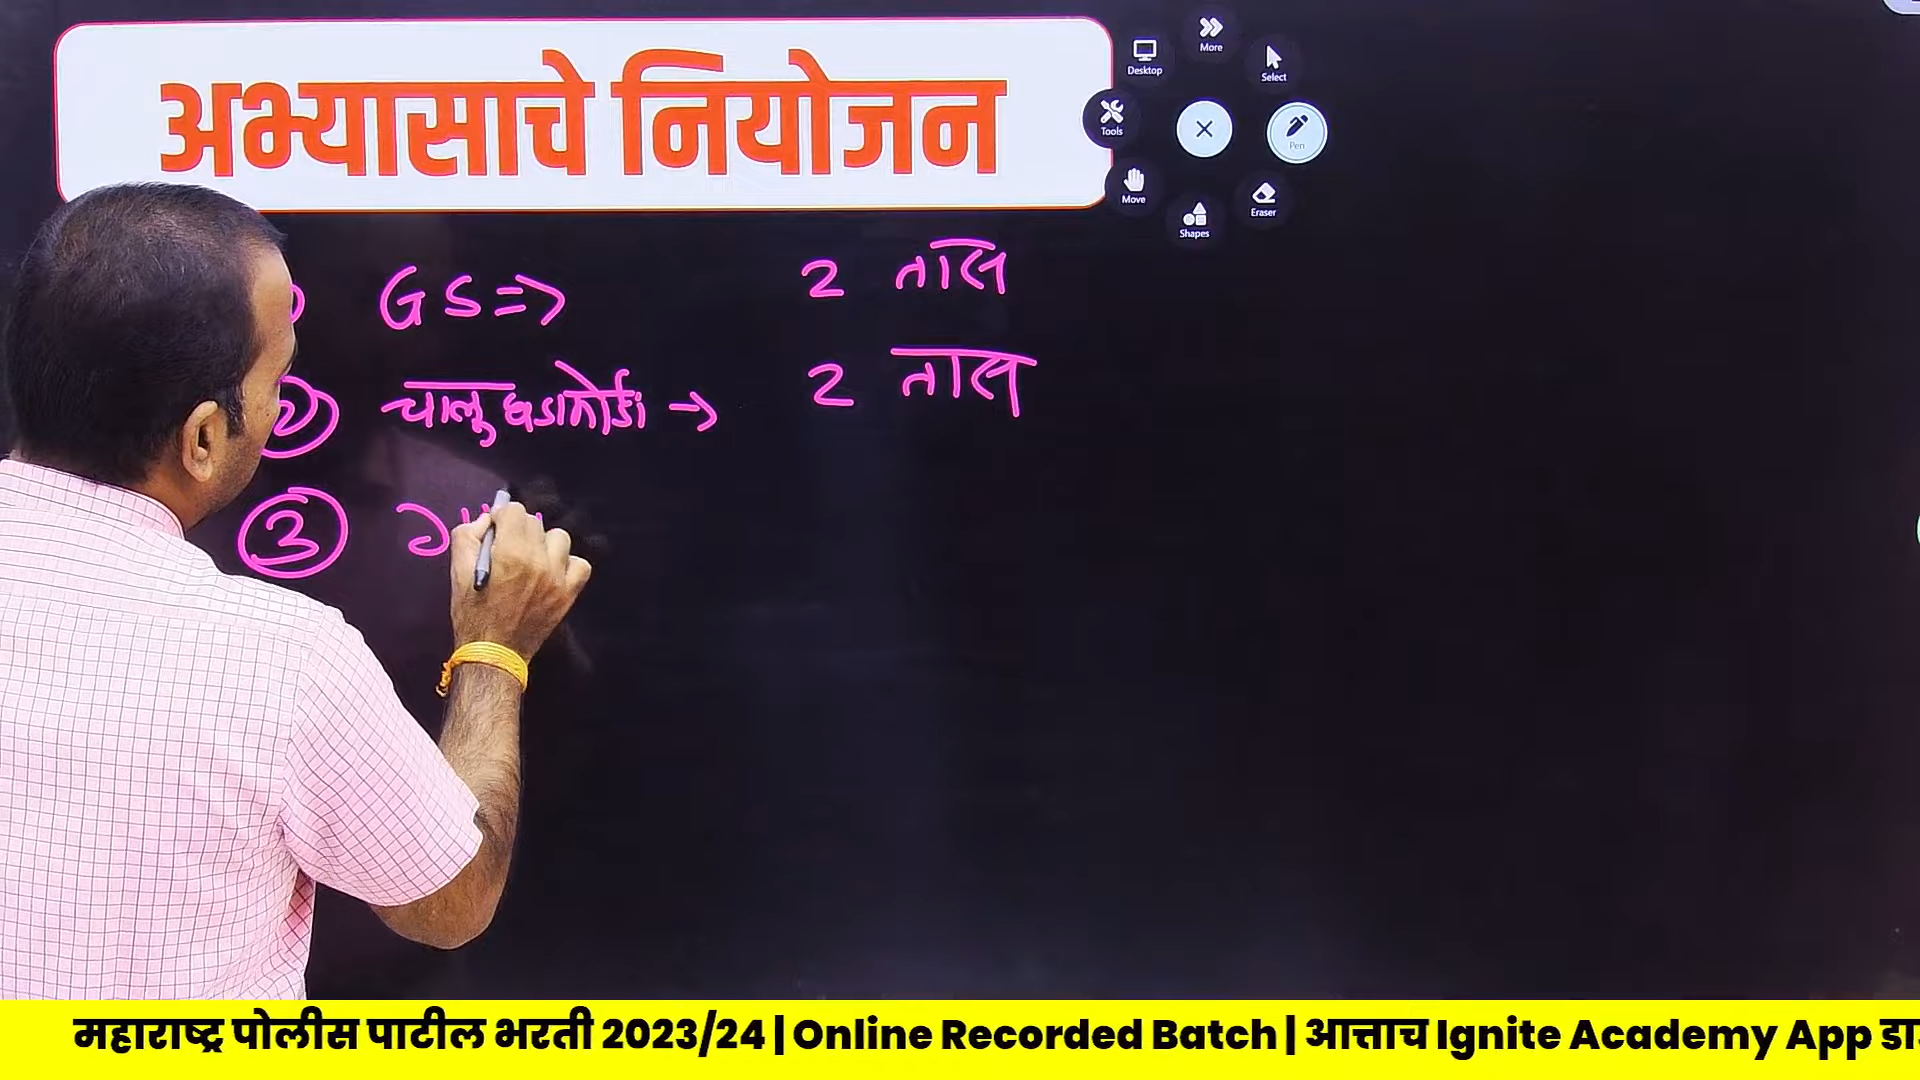 अभ्यासाचे नियोजन
Desktop
More
Select
Tools
Pen
Move
Shapes
Eraser
GS => 2 तास
② चालू घडामोडी → 2 तास
③
महाराष्ट्र पोलीस पाटील भरती 2023/24 | Online Recorded Batch | आत्ताच Ignite Academy App